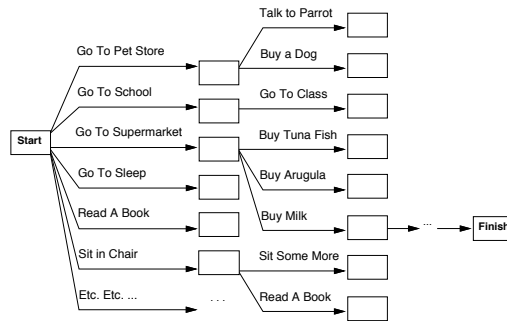 Talk to Parrot
Go To Pet Store
Buy a Dog
Go To School
Go To Class
Go To Supermarket
Buy Tuna Fish
Start
Go To Sleep
Buy Arugula
Read A Book
Buy Milk
...
Finish
Sit in Chair
Sit Some More
Etc. Etc. ...
. . .
Read A Book